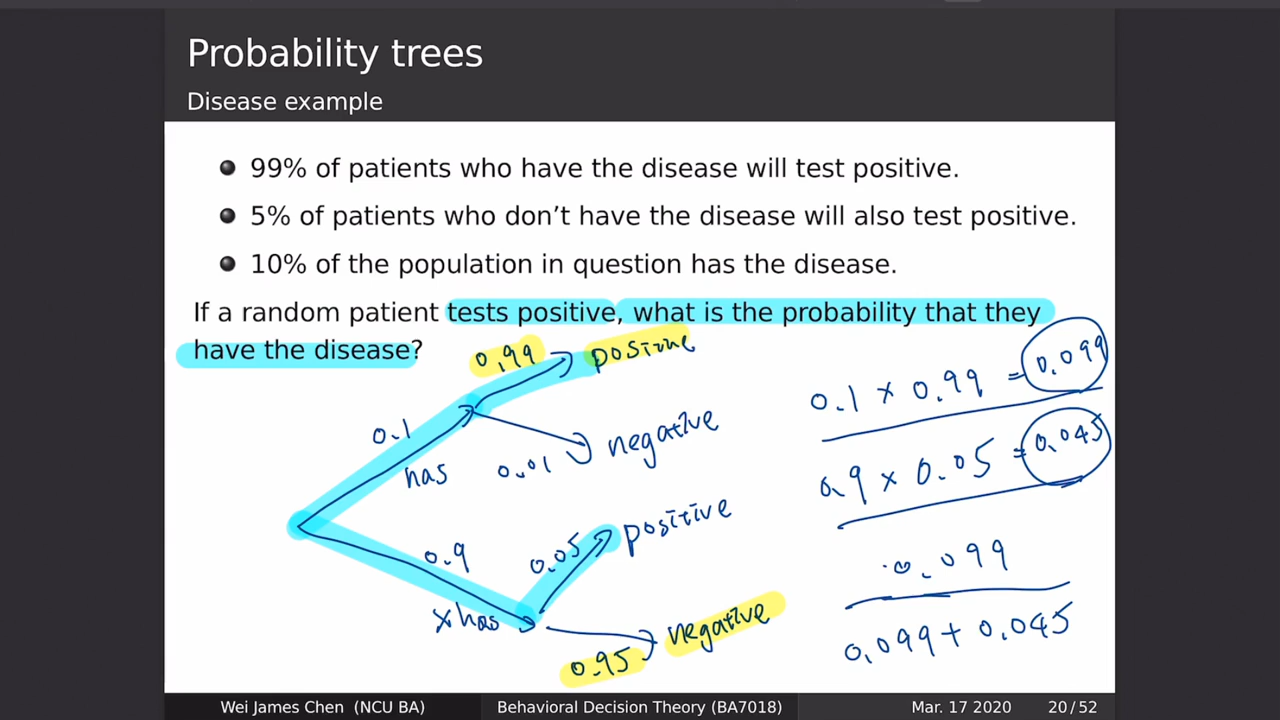 Probability trees
Disease example
99% of patients who have the disease will test positive.
5% of patients who don't have the disease will also test positive.
10% of the population in question has the disease.
If a random patient tests positive, what is the probability that they
have the disease?
0.99 positive
0.1
has
0.01 negative
0.9
x has
0.05 positive
0.95 negative
0.1 × 0.99 = 0.099
0.9 × 0.05 = 0.045
0.099
0.099 + 0.045
Wei James Chen (NCU BA) Behavioral Decision Theory (BA7018) Mar. 17 2020 20 / 52